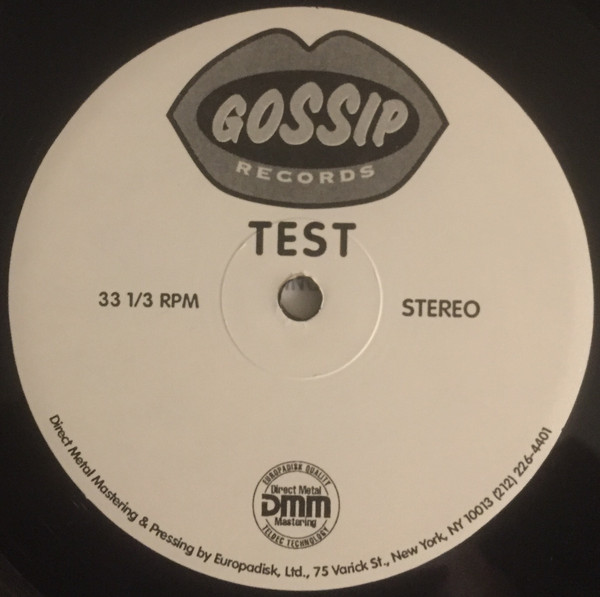 GOSSIP
RECORDS
TEST
33 1/3 RPM
STEREO
EUROPADISK QUALITY
Direct Metal
DMM
Mastering
TELDEC TECHNOLOGY
Direct Metal Mastering & Pressing by Europadisk, Ltd., 75 Varick St., New York, NY 10013 (212) 226-4401